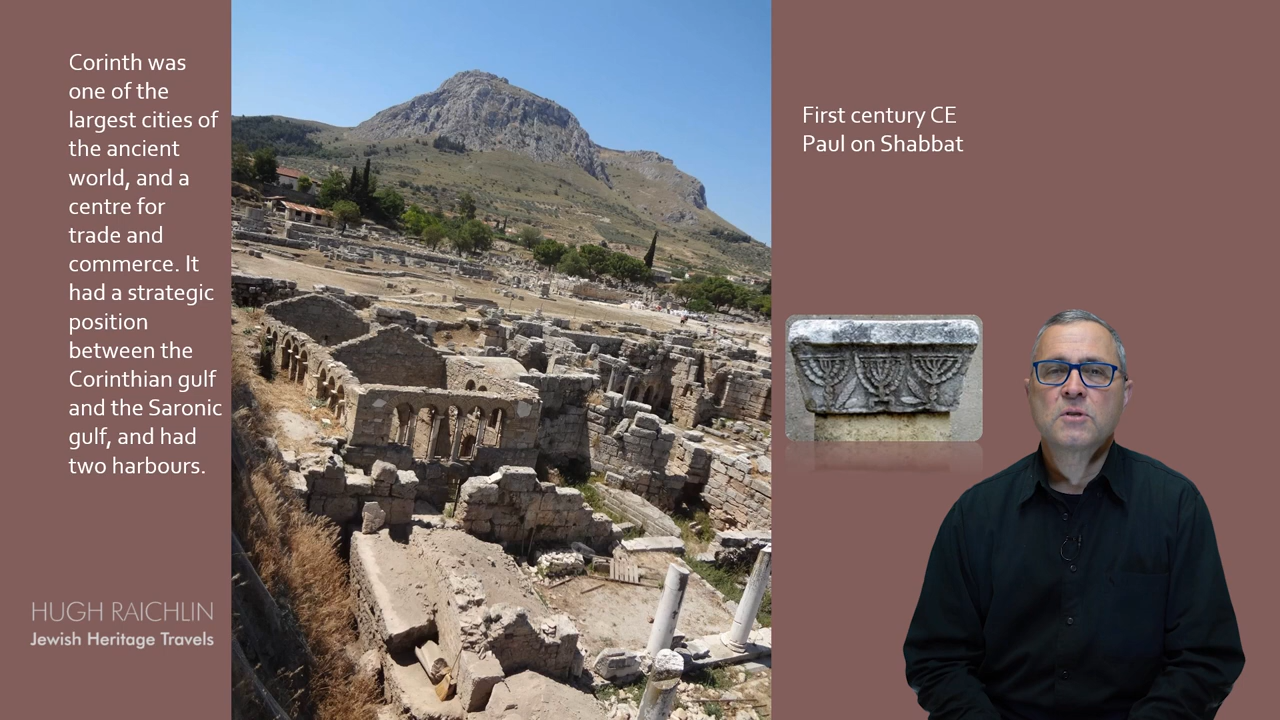 Corinth was
one of the
largest cities of
the ancient
world, and a
centre for
trade and
commerce. It
had a strategic
position
between the
Corinthian gulf
and the Saronic
gulf, and had
two harbours.
HUGH RAICHLIN
Jewish Heritage Travels
First century CE
Paul on Shabbat